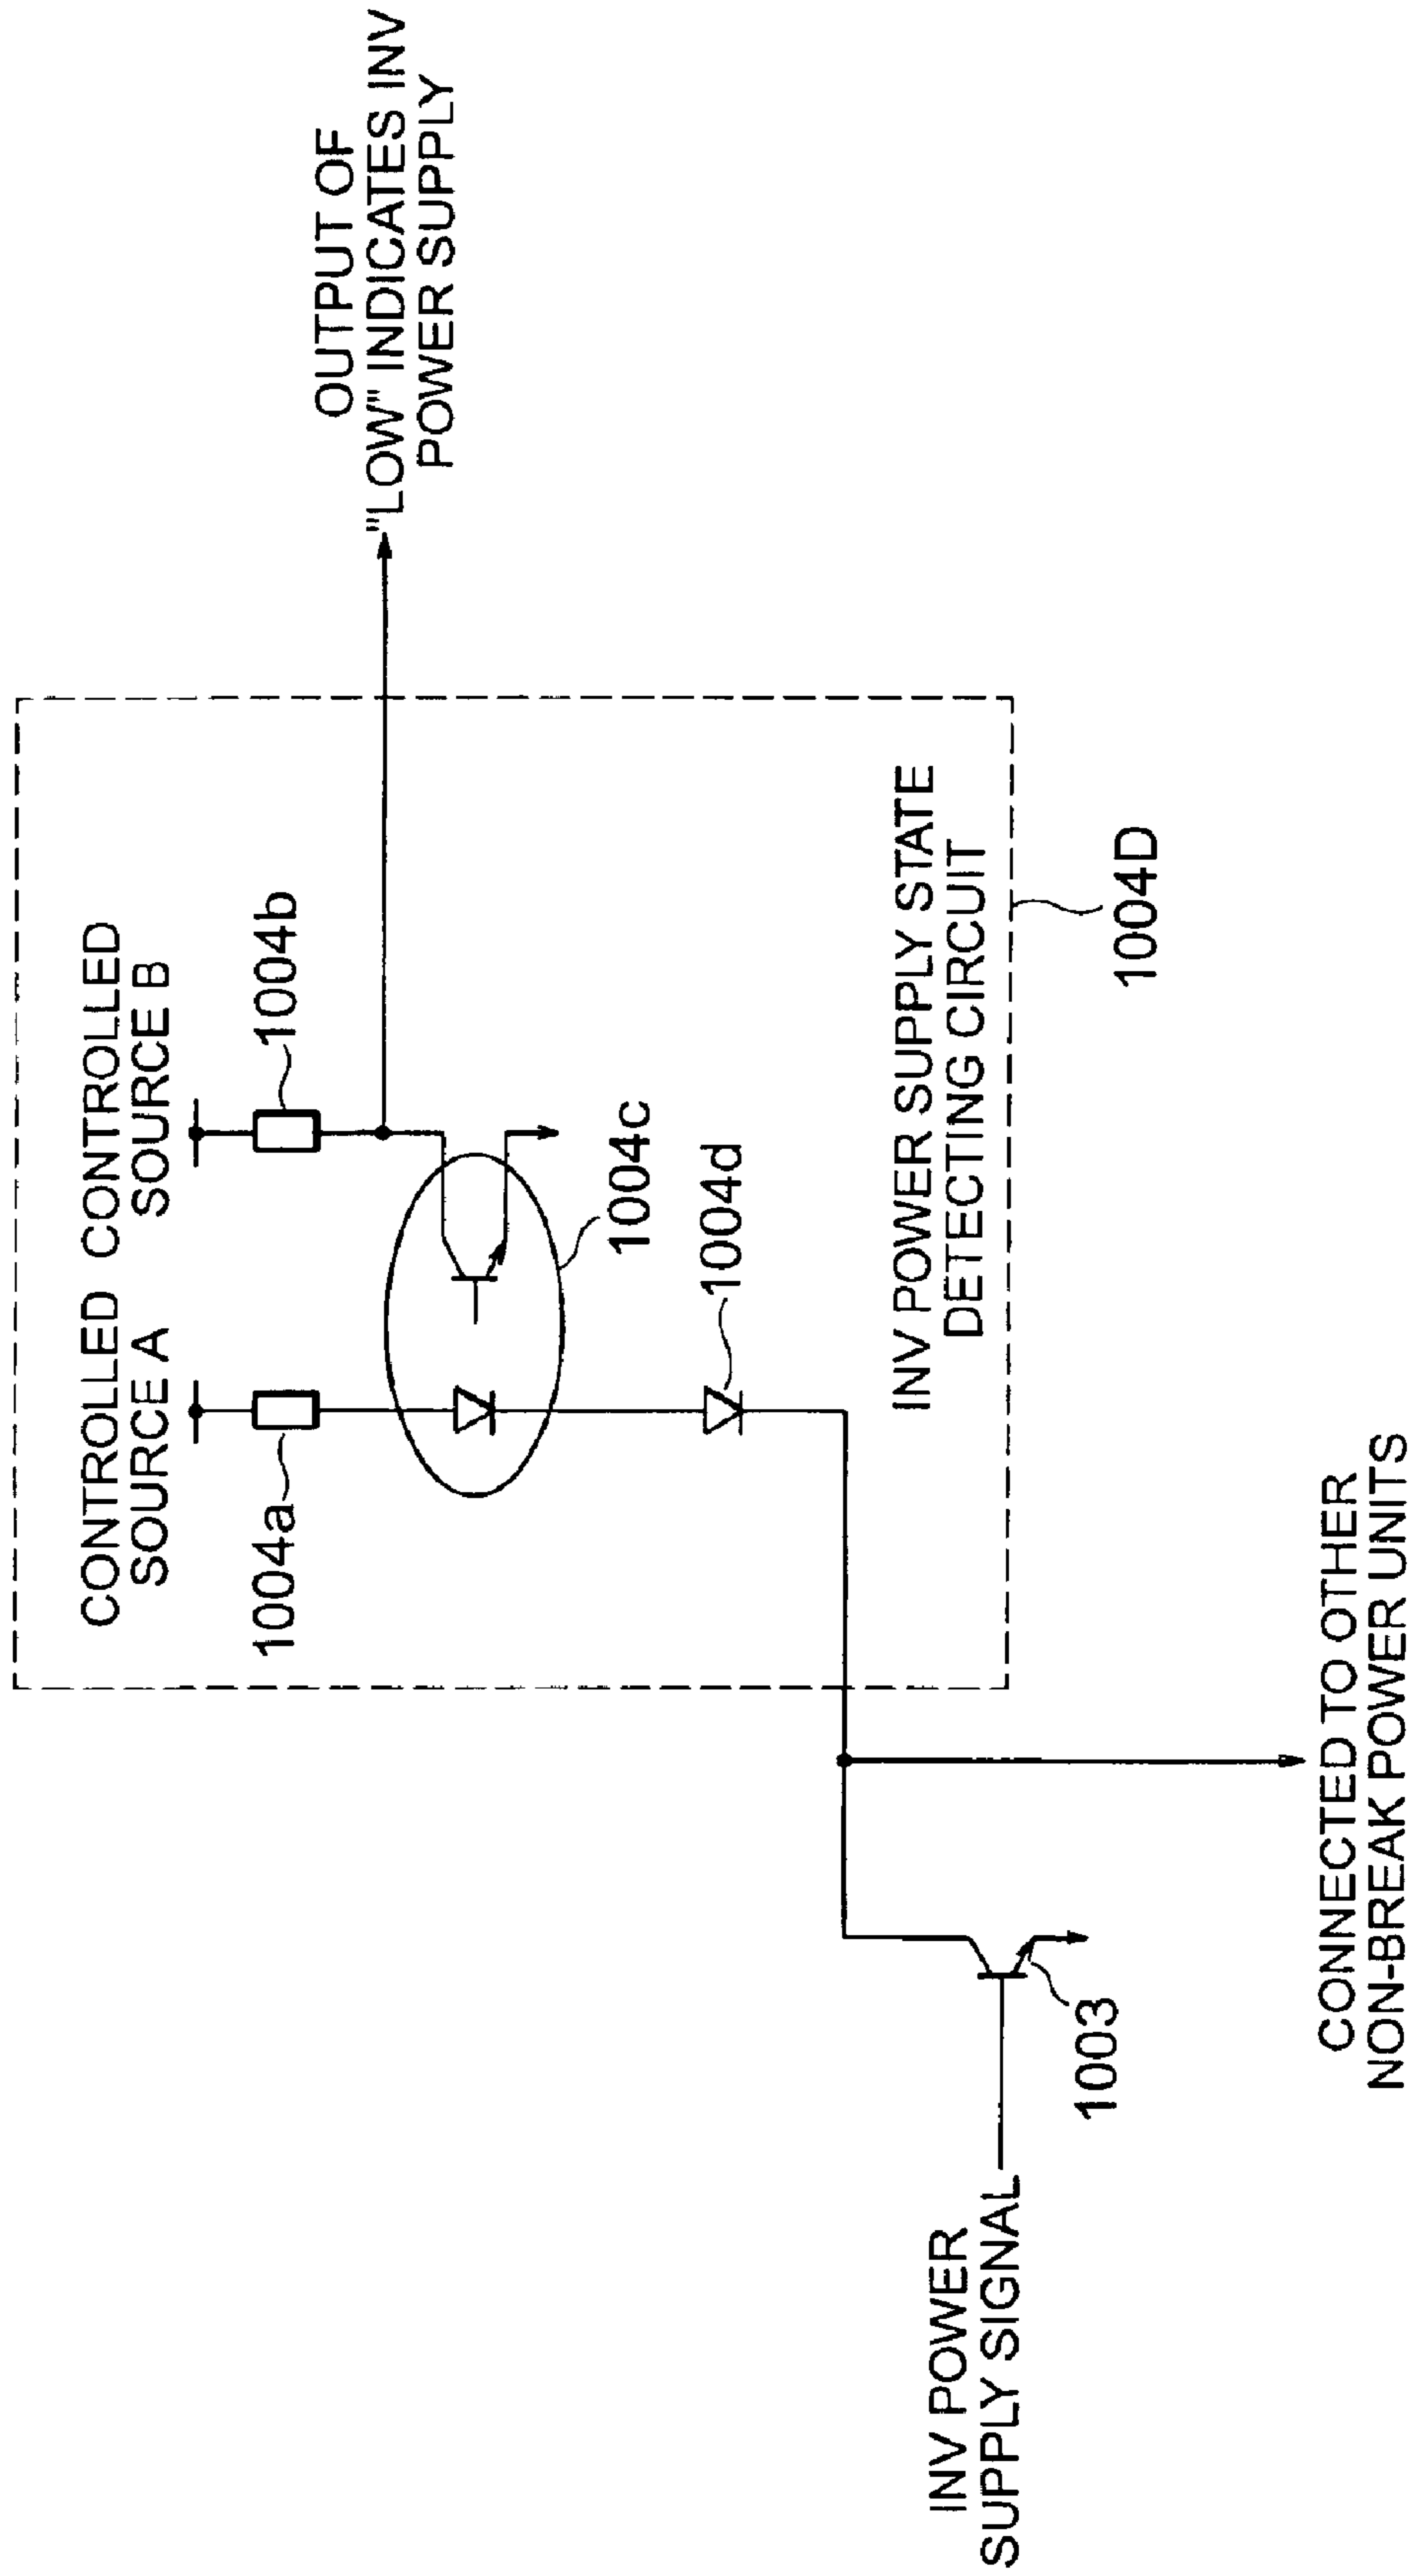 OUTPUT OF
"LOW" INDICATES INV
POWER SUPPLY
CONTROLLED
SOURCE A
CONTROLLED
SOURCE B
1004a
1004b
1004c
1004d
INV POWER SUPPLY STATE
DETECTING CIRCUIT
1004D
INV POWER
SUPPLY SIGNAL
1003
CONNECTED TO OTHER
NON-BREAK POWER UNITS